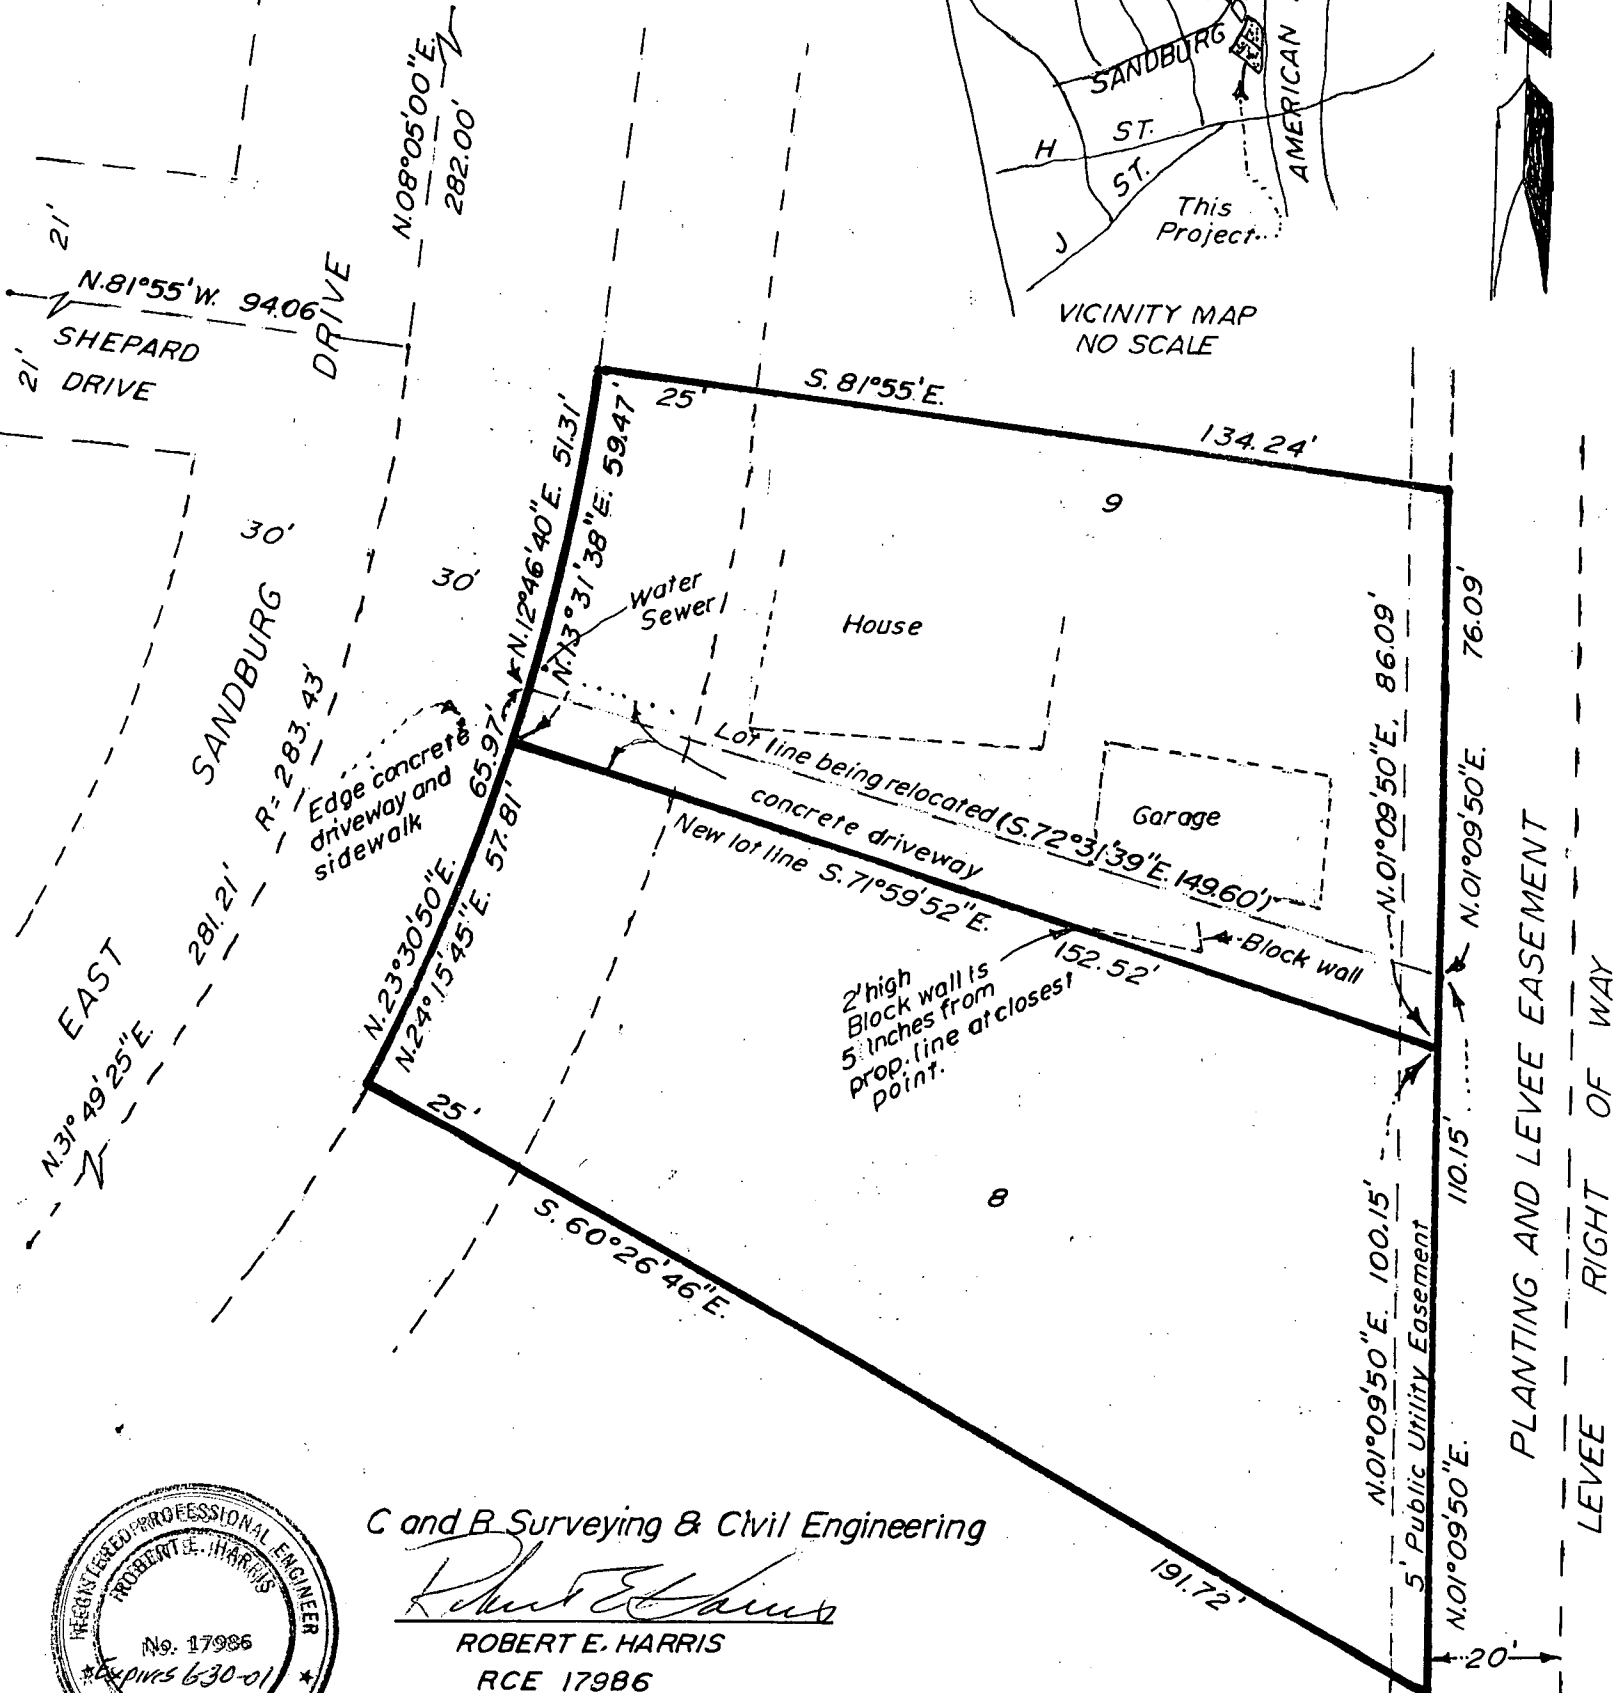 N.08°05'00"E.
282.00'
SANDBURG
AMERICAN
H ST.
ST.
J
This
Project
VICINITY MAP
NO SCALE
21'
N.81°55'W. 94.06
SHEPARD
DRIVE
21'
DRIVE
S. 81°55'E.
25'
134.24'
9
N.12°46'40"E. 51.31'
N.13°31'38"E. 59.47'
30'
30'
Water
Sewer
House
76.09'
N.01°09'50"E. 86.09'
N.01°09'50"E.
SANDBURG
R=283.43'
Edge concrete
driveway and
sidewalk
65.97'
Lot line being relocated (S.72°31'39"E. 149.60')
concrete driveway
Garage
New lot line S.71°59'52"E.
152.52'
Block wall
2' high
Block wall is
5 inches from
prop. line at closest
point.
N.23°30'50"E.
N.24°15'45"E. 57.81'
EAST
281.21'
N.31°49'25"E.
25'
S. 60°26'46"E.
8
191.72'
N.01°09'50"E. 100.15'
110.15'
5' Public Utility Easement
N.01°09'50"E.
20'
PLANTING AND LEVEE EASEMENT
LEVEE RIGHT OF WAY
C and B Surveying & Civil Engineering
ROBERT E. HARRIS
RCE 17986
REGISTERED PROFESSIONAL ENGINEER
ROBERT E. HARRIS
No. 17986
Expires 6-30-01